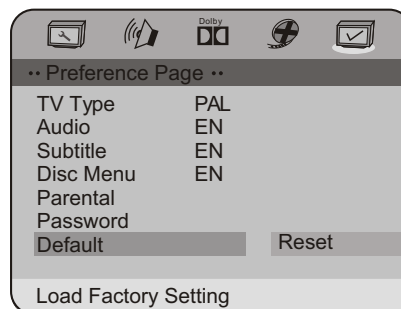 Dolby
·· Preference Page ··
TV Type PAL
Audio EN
Subtitle EN
Disc Menu EN
Parental
Password
Default Reset
Load Factory Setting